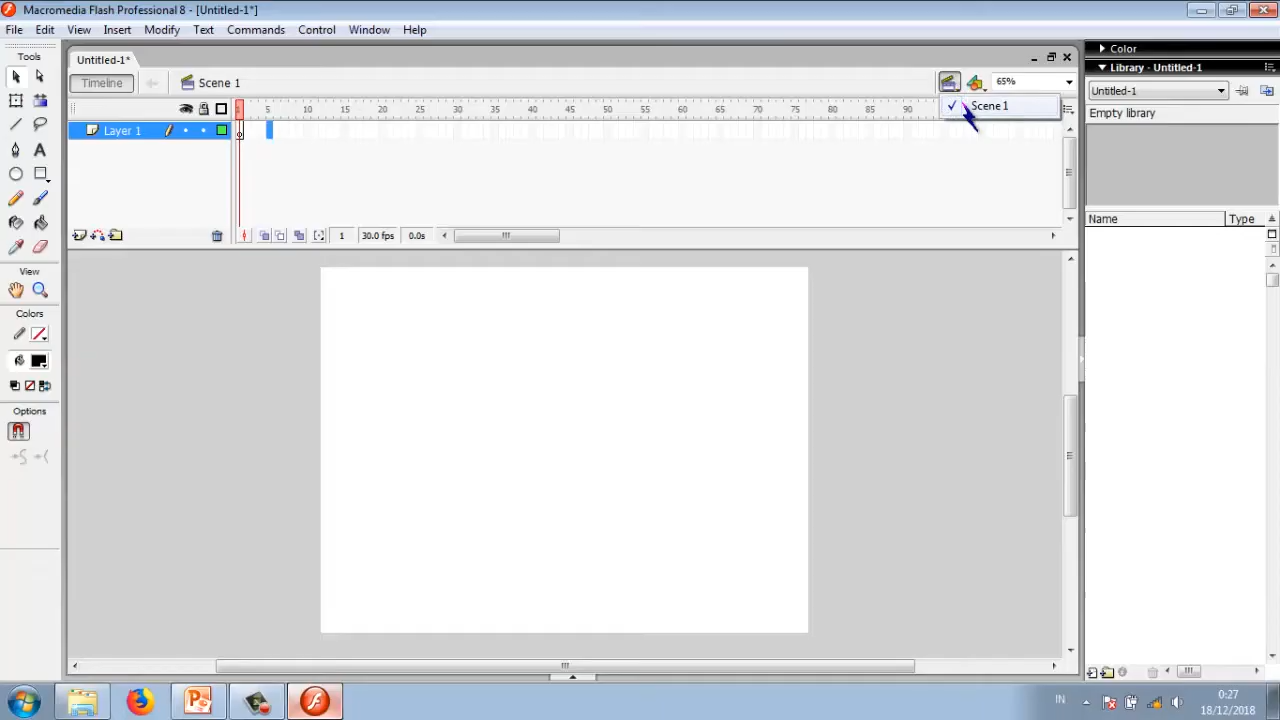 Macromedia Flash Professional 8 - [Untitled-1*]
File Edit View Insert Modify Text Commands Control Window Help
Tools
Untitled-1*
Timeline
Scene 1
65%
Scene 1
1 5 10 15 20 25 30 35 40 45 50 55 60 65 70 75 80 85 90
Layer 1
1 30.0 fps 0.0s
View
Colors
Options
Color
Library - Untitled-1
Untitled-1
Empty library
Name Type
IN
0:27
18/12/2018